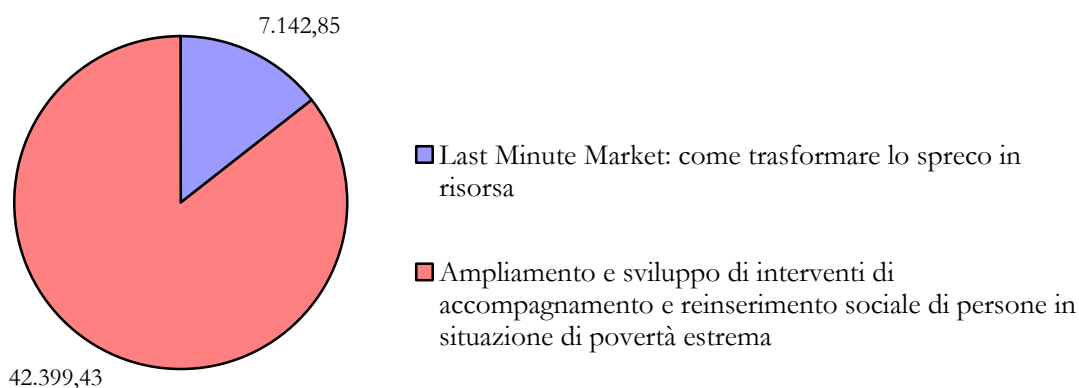 7.142,85
Last Minute Market: come trasformare lo spreco in
risorsa
Ampliamento e sviluppo di interventi di
accompagnamento e reinserimento sociale di persone in
situazione di povertà estrema
42.399,43